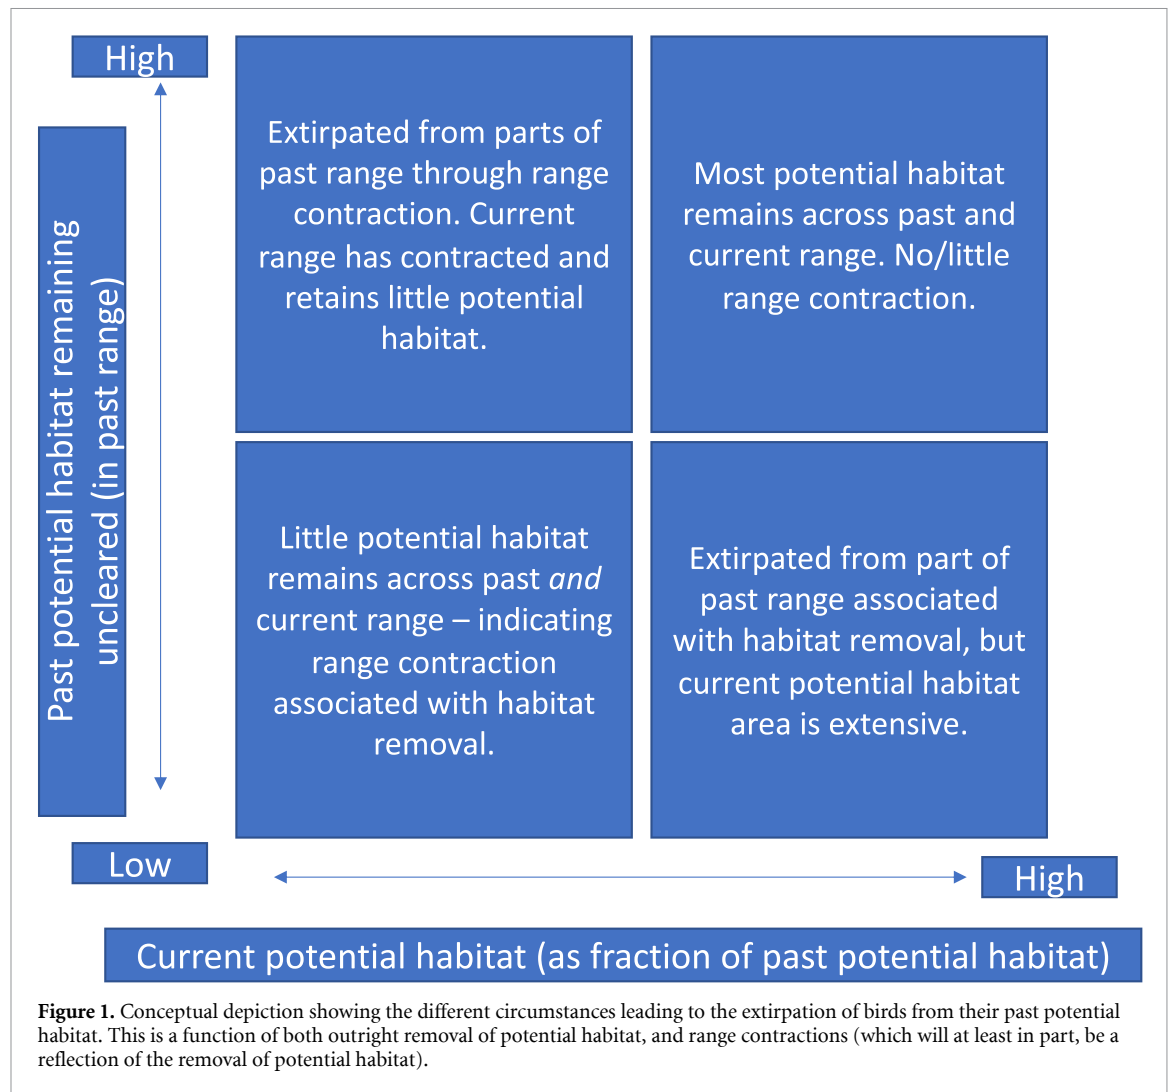 High
Past potential habitat remaining
uncleared (in past range)
Extirpated from parts of
past range through range
contraction. Current
range has contracted and
retains little potential
habitat.
Most potential habitat
remains across past and
current range. No/little
range contraction.
Little potential habitat
remains across past and
current range – indicating
range contraction
associated with habitat
removal.
Extirpated from part of
past range associated
with habitat removal, but
current potential habitat
area is extensive.
Low
High
Current potential habitat (as fraction of past potential habitat)
Figure 1. Conceptual depiction showing the different circumstances leading to the extirpation of birds from their past potential
habitat. This is a function of both outright removal of potential habitat, and range contractions (which will at least in part, be a
reflection of the removal of potential habitat).